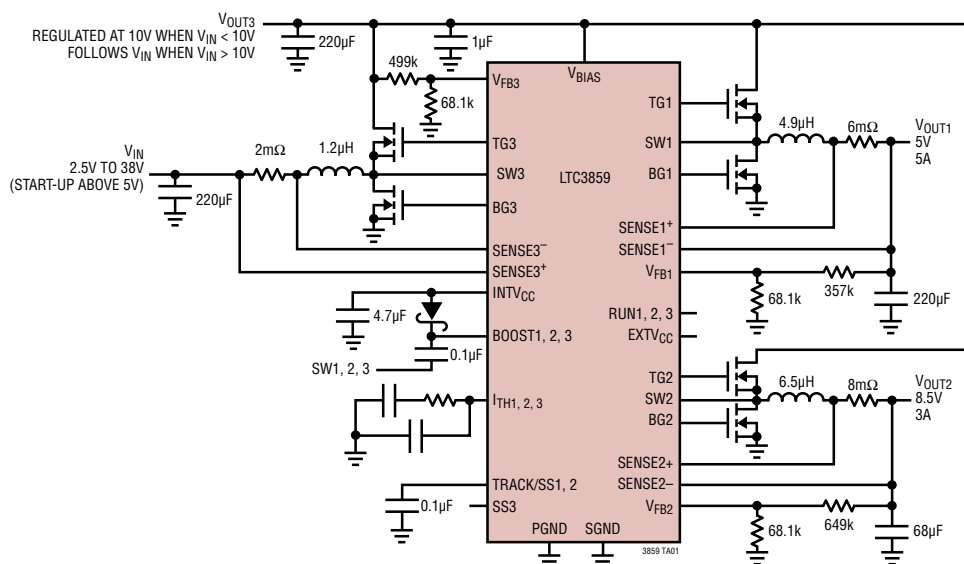 VOUT3
REGULATED AT 10V WHEN VIN < 10V
FOLLOWS VIN WHEN VIN > 10V
220µF
1µF
499k
68.1k
VFB3
VBIAS
TG1
4.9µH
6mΩ
VOUT1
5V
5A
VIN
2.5V TO 38V
(START-UP ABOVE 5V)
220µF
2mΩ
1.2µH
TG3
SW3
BG3
LTC3859
SW1
BG1
SENSE1+
SENSE1–
SENSE3–
SENSE3+
VFB1
68.1k
357k
220µF
INTVCC
4.7µF
BOOST1, 2, 3
0.1µF
SW1, 2, 3
RUN1, 2, 3
EXTVCC
TG2
SW2
BG2
6.5µH
8mΩ
VOUT2
8.5V
3A
ITH1, 2, 3
SENSE2+
SENSE2–
TRACK/SS1, 2
0.1µF
SS3
VFB2
68.1k
649k
68µF
PGND
SGND
3859 TA01